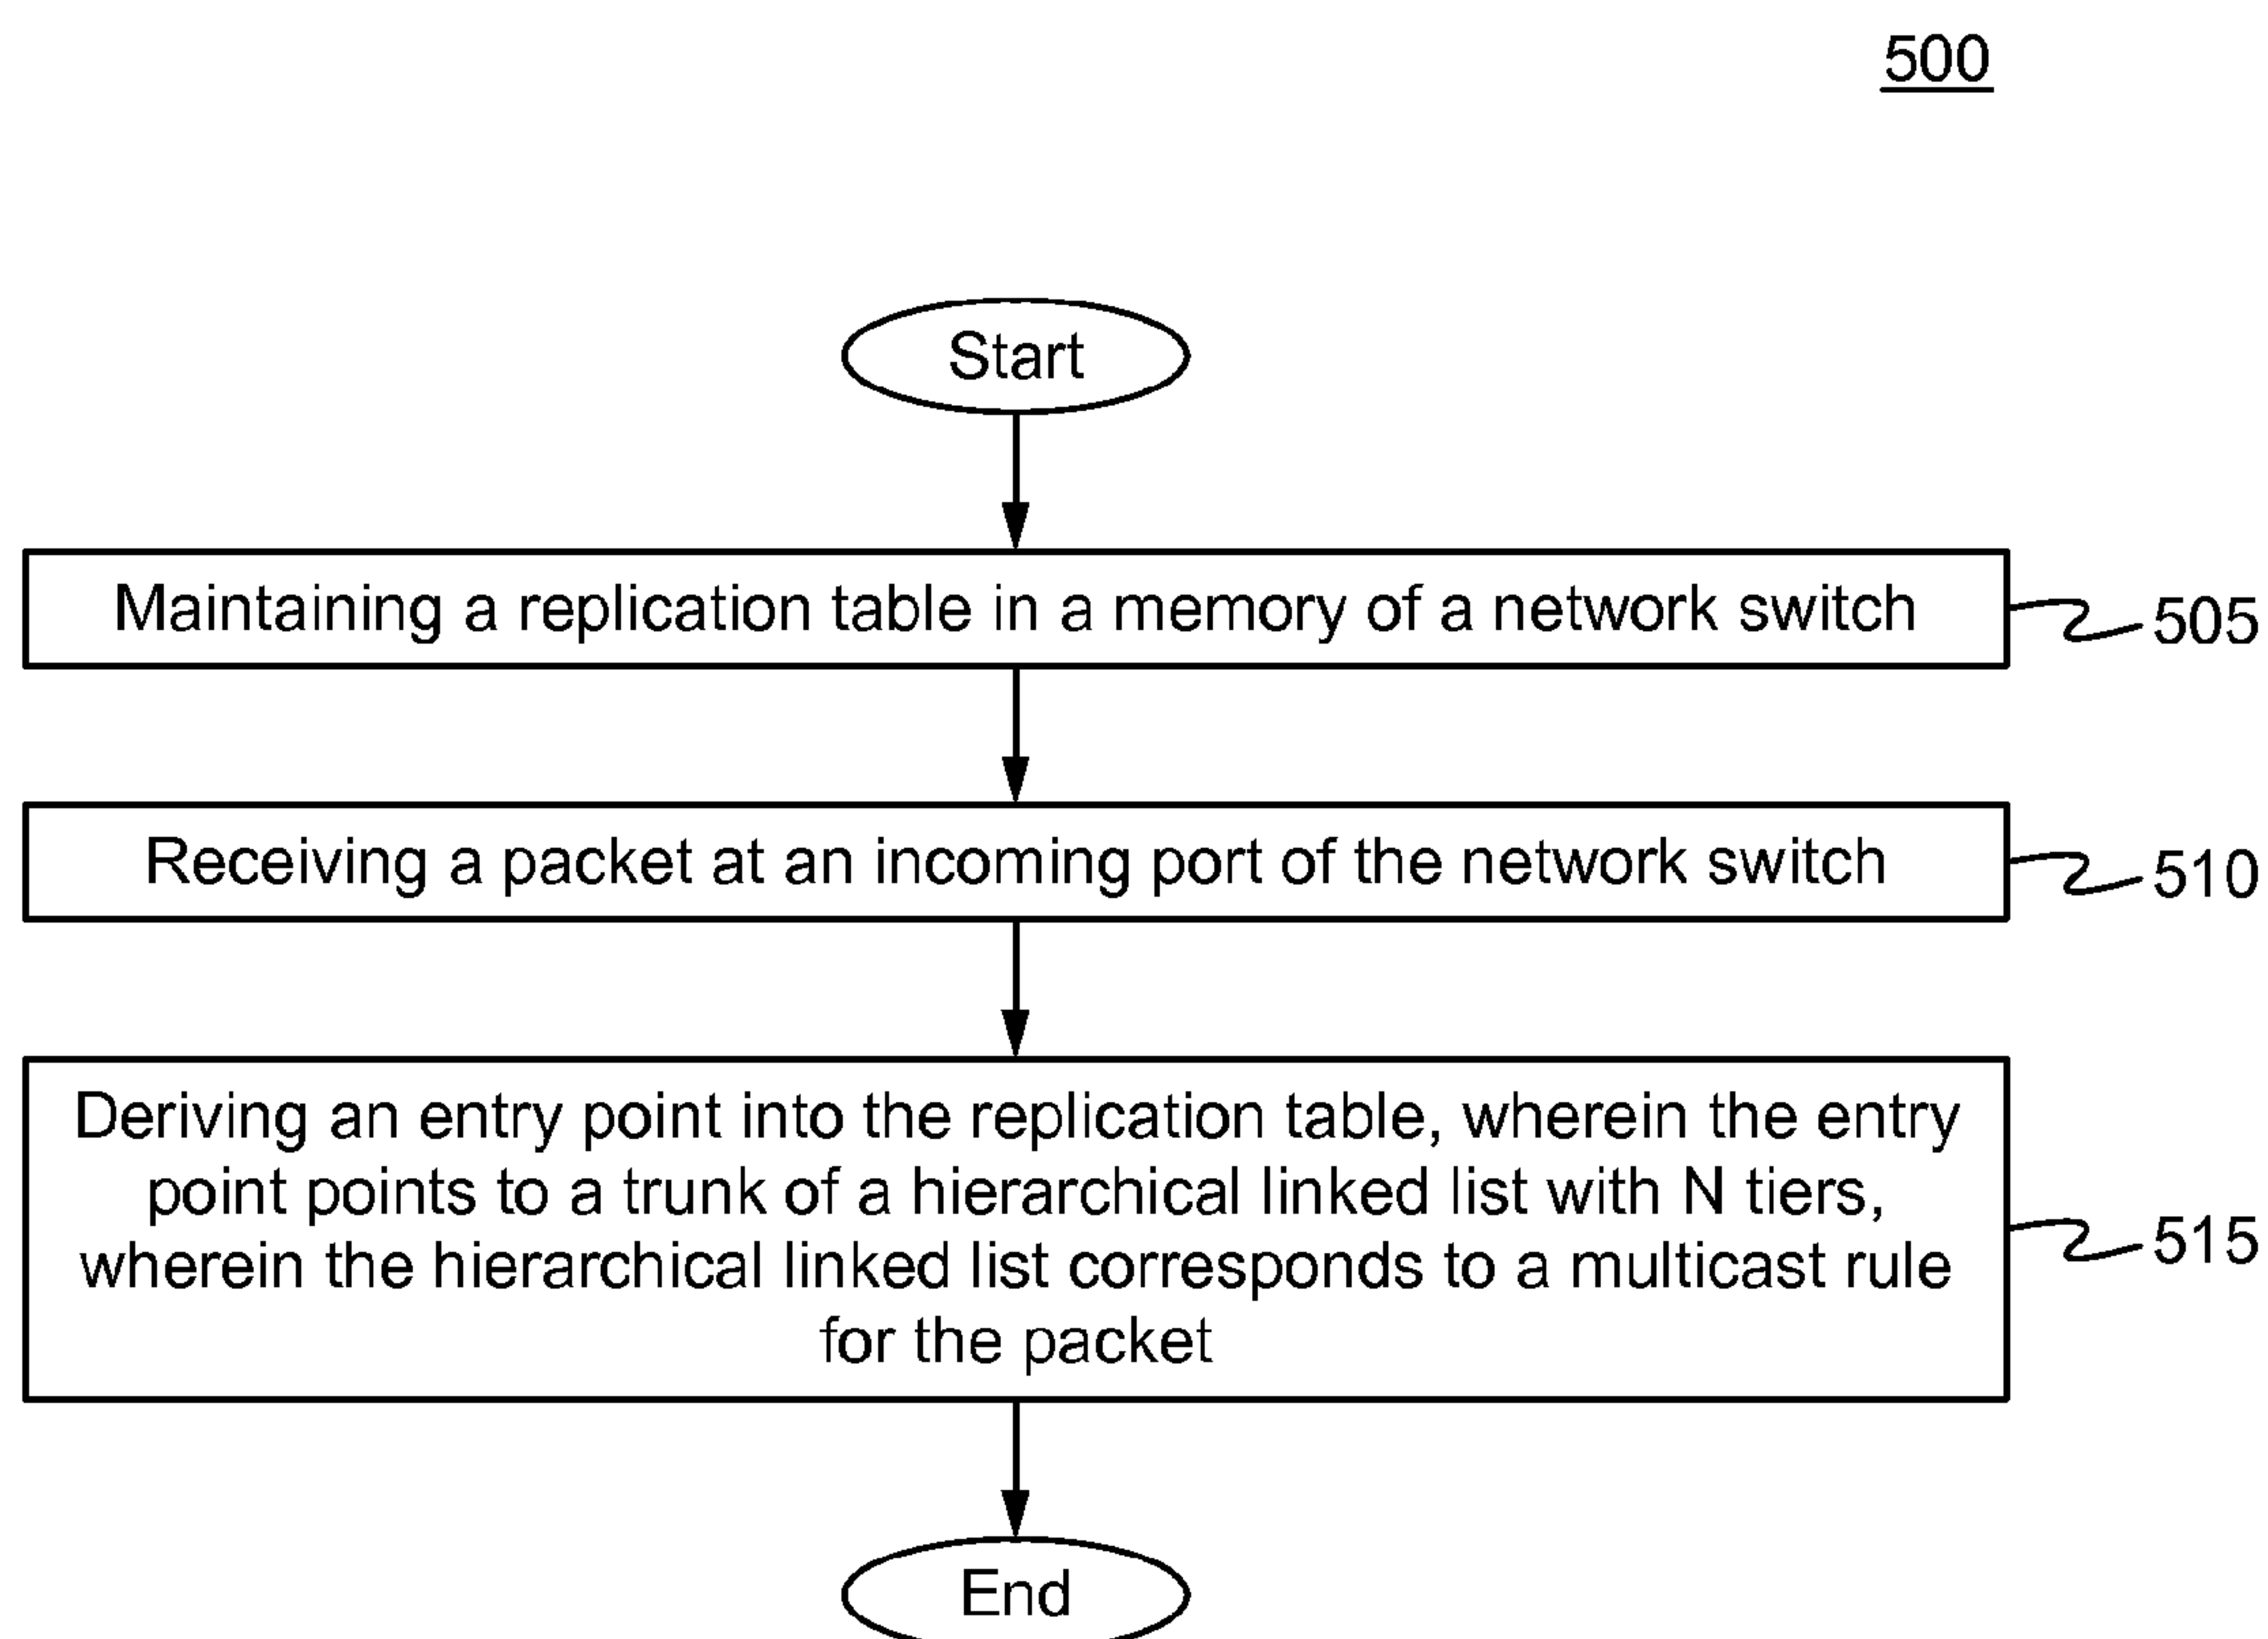 500
Start
Maintaining a replication table in a memory of a network switch
505
Receiving a packet at an incoming port of the network switch
510
Deriving an entry point into the replication table, wherein the entry
point points to a trunk of a hierarchical linked list with N tiers,
wherein the hierarchical linked list corresponds to a multicast rule
for the packet
515
End